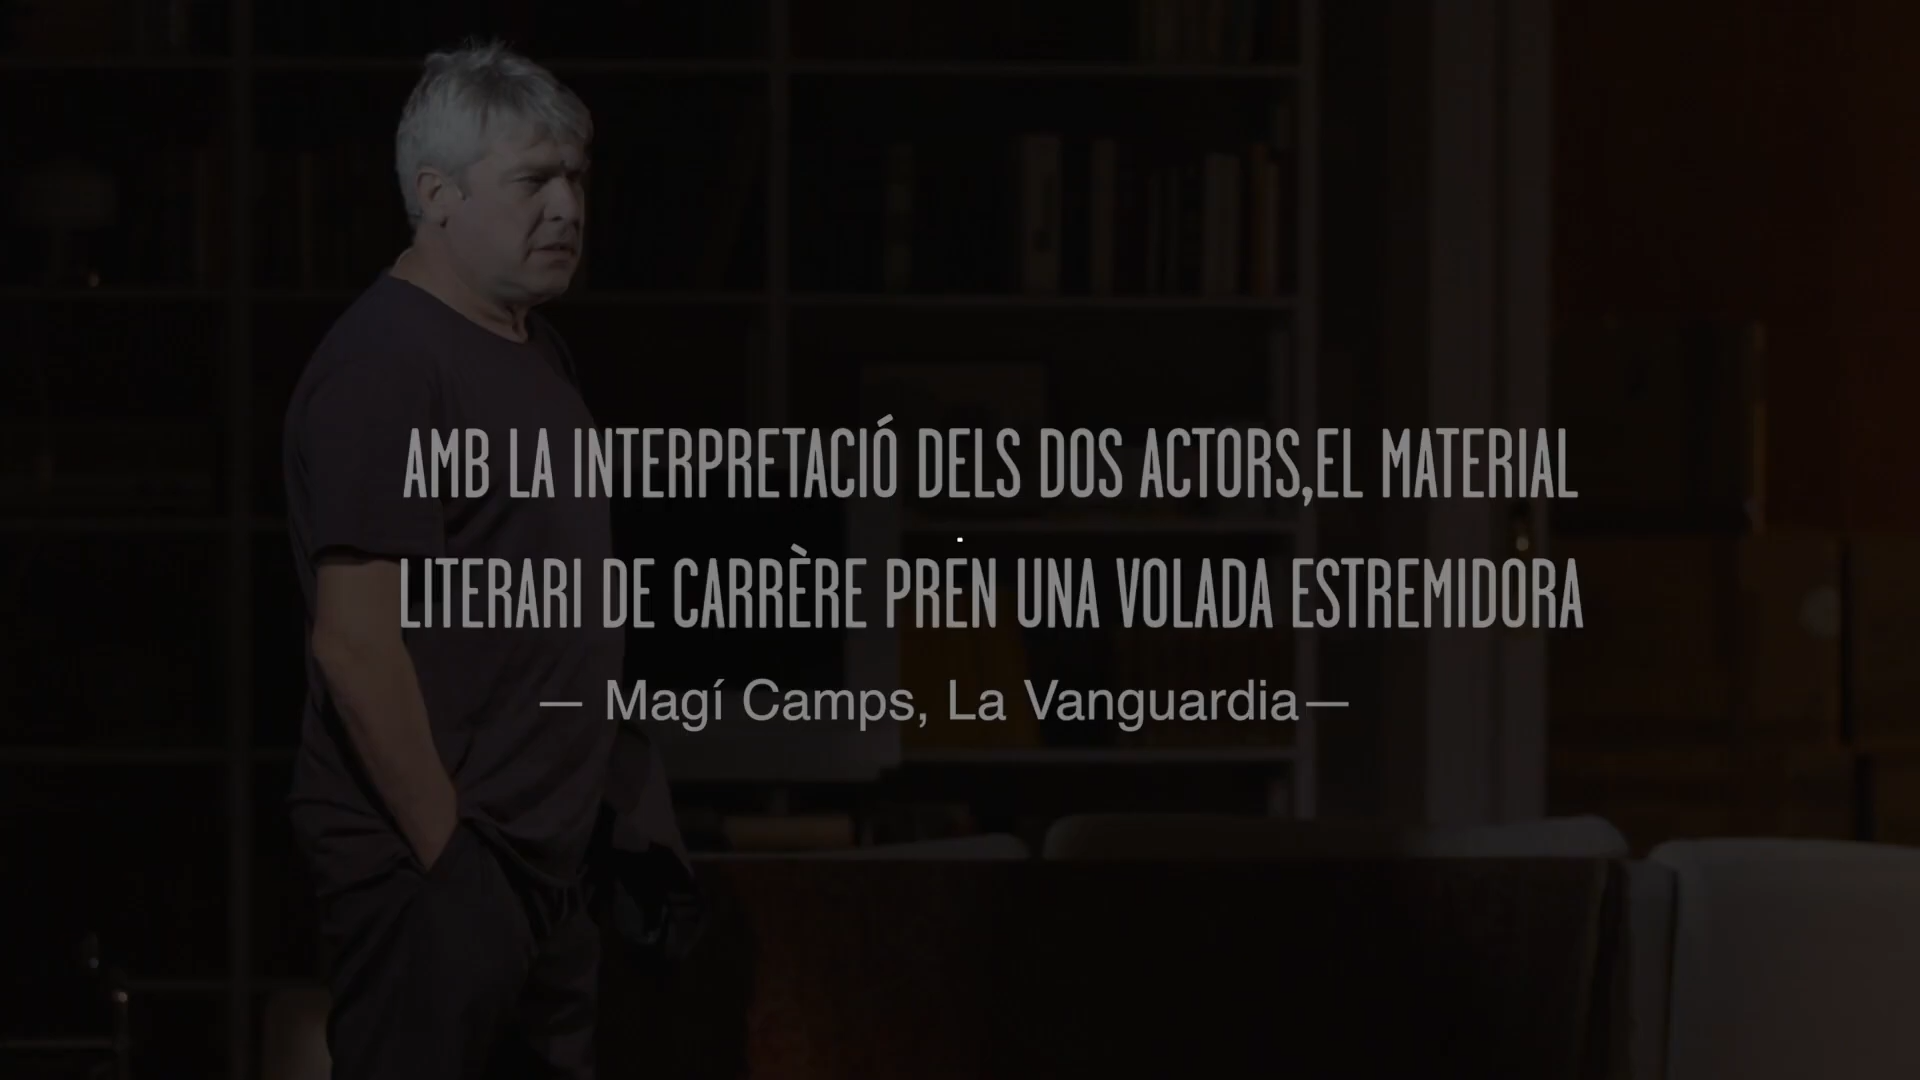 AMB LA INTERPRETACIÓ DELS DOS ACTORS,EL MATERIAL
LITERARI DE CARRÈRE PREN UNA VOLADA ESTREMIDORA
— Magí Camps, La Vanguardia—